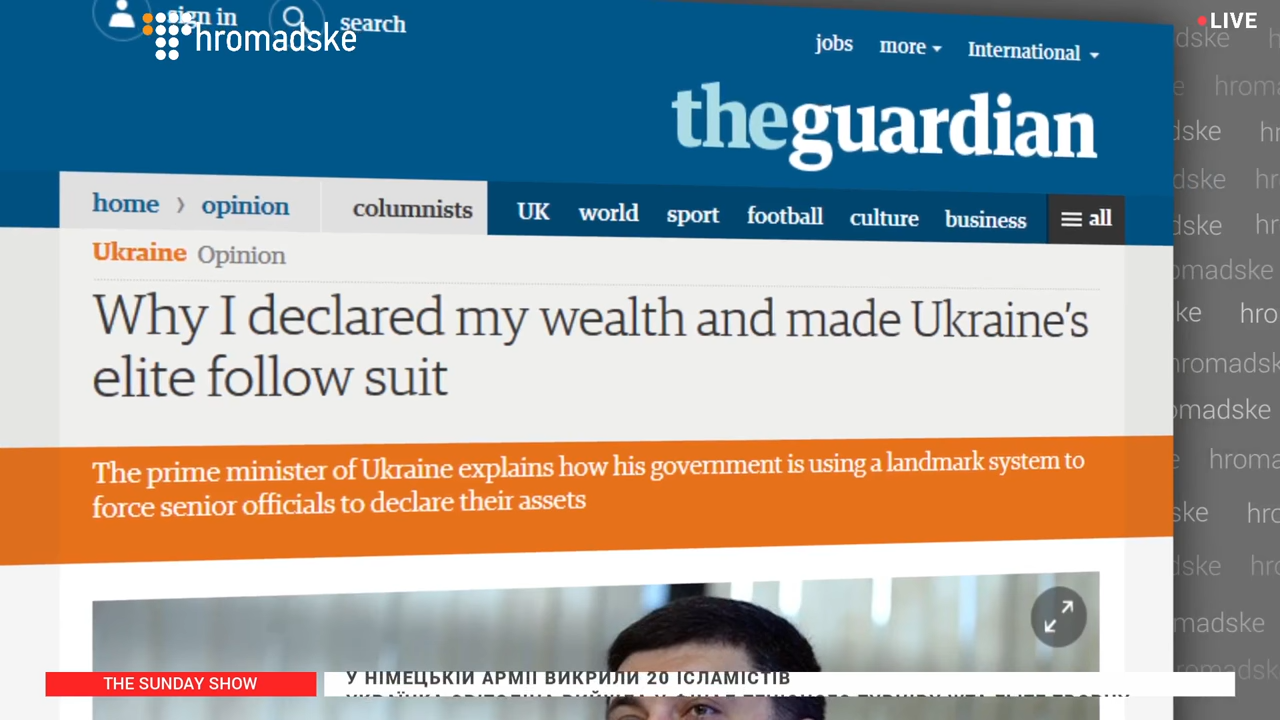 sign in
search
hromadske
LIVE
jobs more International
theguardian
home › opinion columnists UK world sport football culture business all
Ukraine Opinion
Why I declared my wealth and made Ukraine's
elite follow suit
The prime minister of Ukraine explains how his government is using a landmark system to
force senior officials to declare their assets
THE SUNDAY SHOW
У НІМЕЦЬКІЙ АРМІЇ ВИКРИЛИ 20 ІСЛАМІСТІВ
hromadske